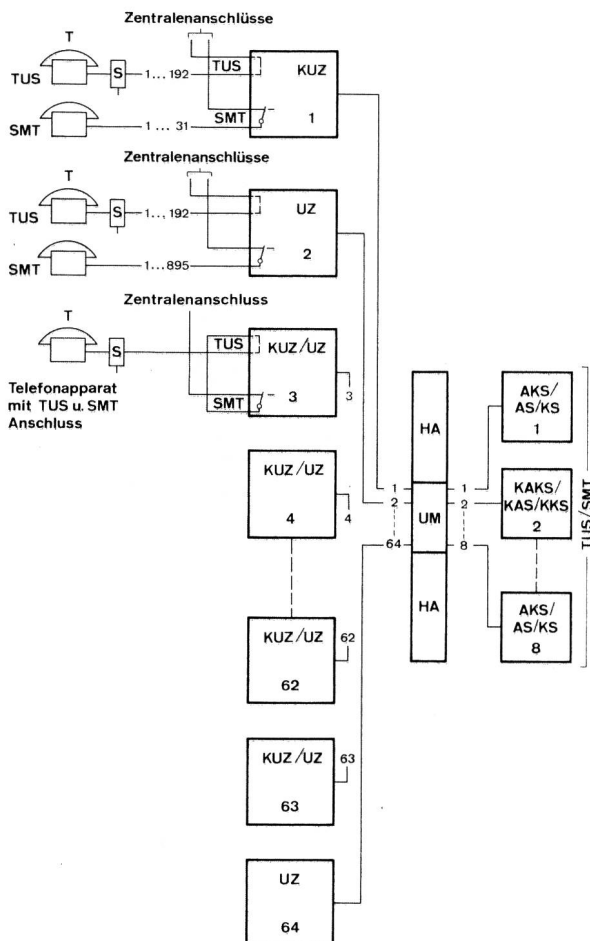 Zentralenanschlüsse
T
TUS
S
1...192
TUS
KUZ
SMT
1 ... 31
SMT
1
Zentralenanschlüsse
T
TUS
S
1...192
UZ
SMT
1...895
2
Zentralenanschluss
T
S
TUS
KUZ/UZ
Telefonapparat
mit TUS u. SMT
Anschluss
SMT
3
3
KUZ/UZ
4
4
KUZ/UZ
62
62
KUZ/UZ
63
63
UZ
64
HA
1
2
64
UM
1
2
8
HA
AKS/
AS/KS
1
KAKS/
KAS/KKS
2
AKS/
AS/KS
8
TUS/SMT